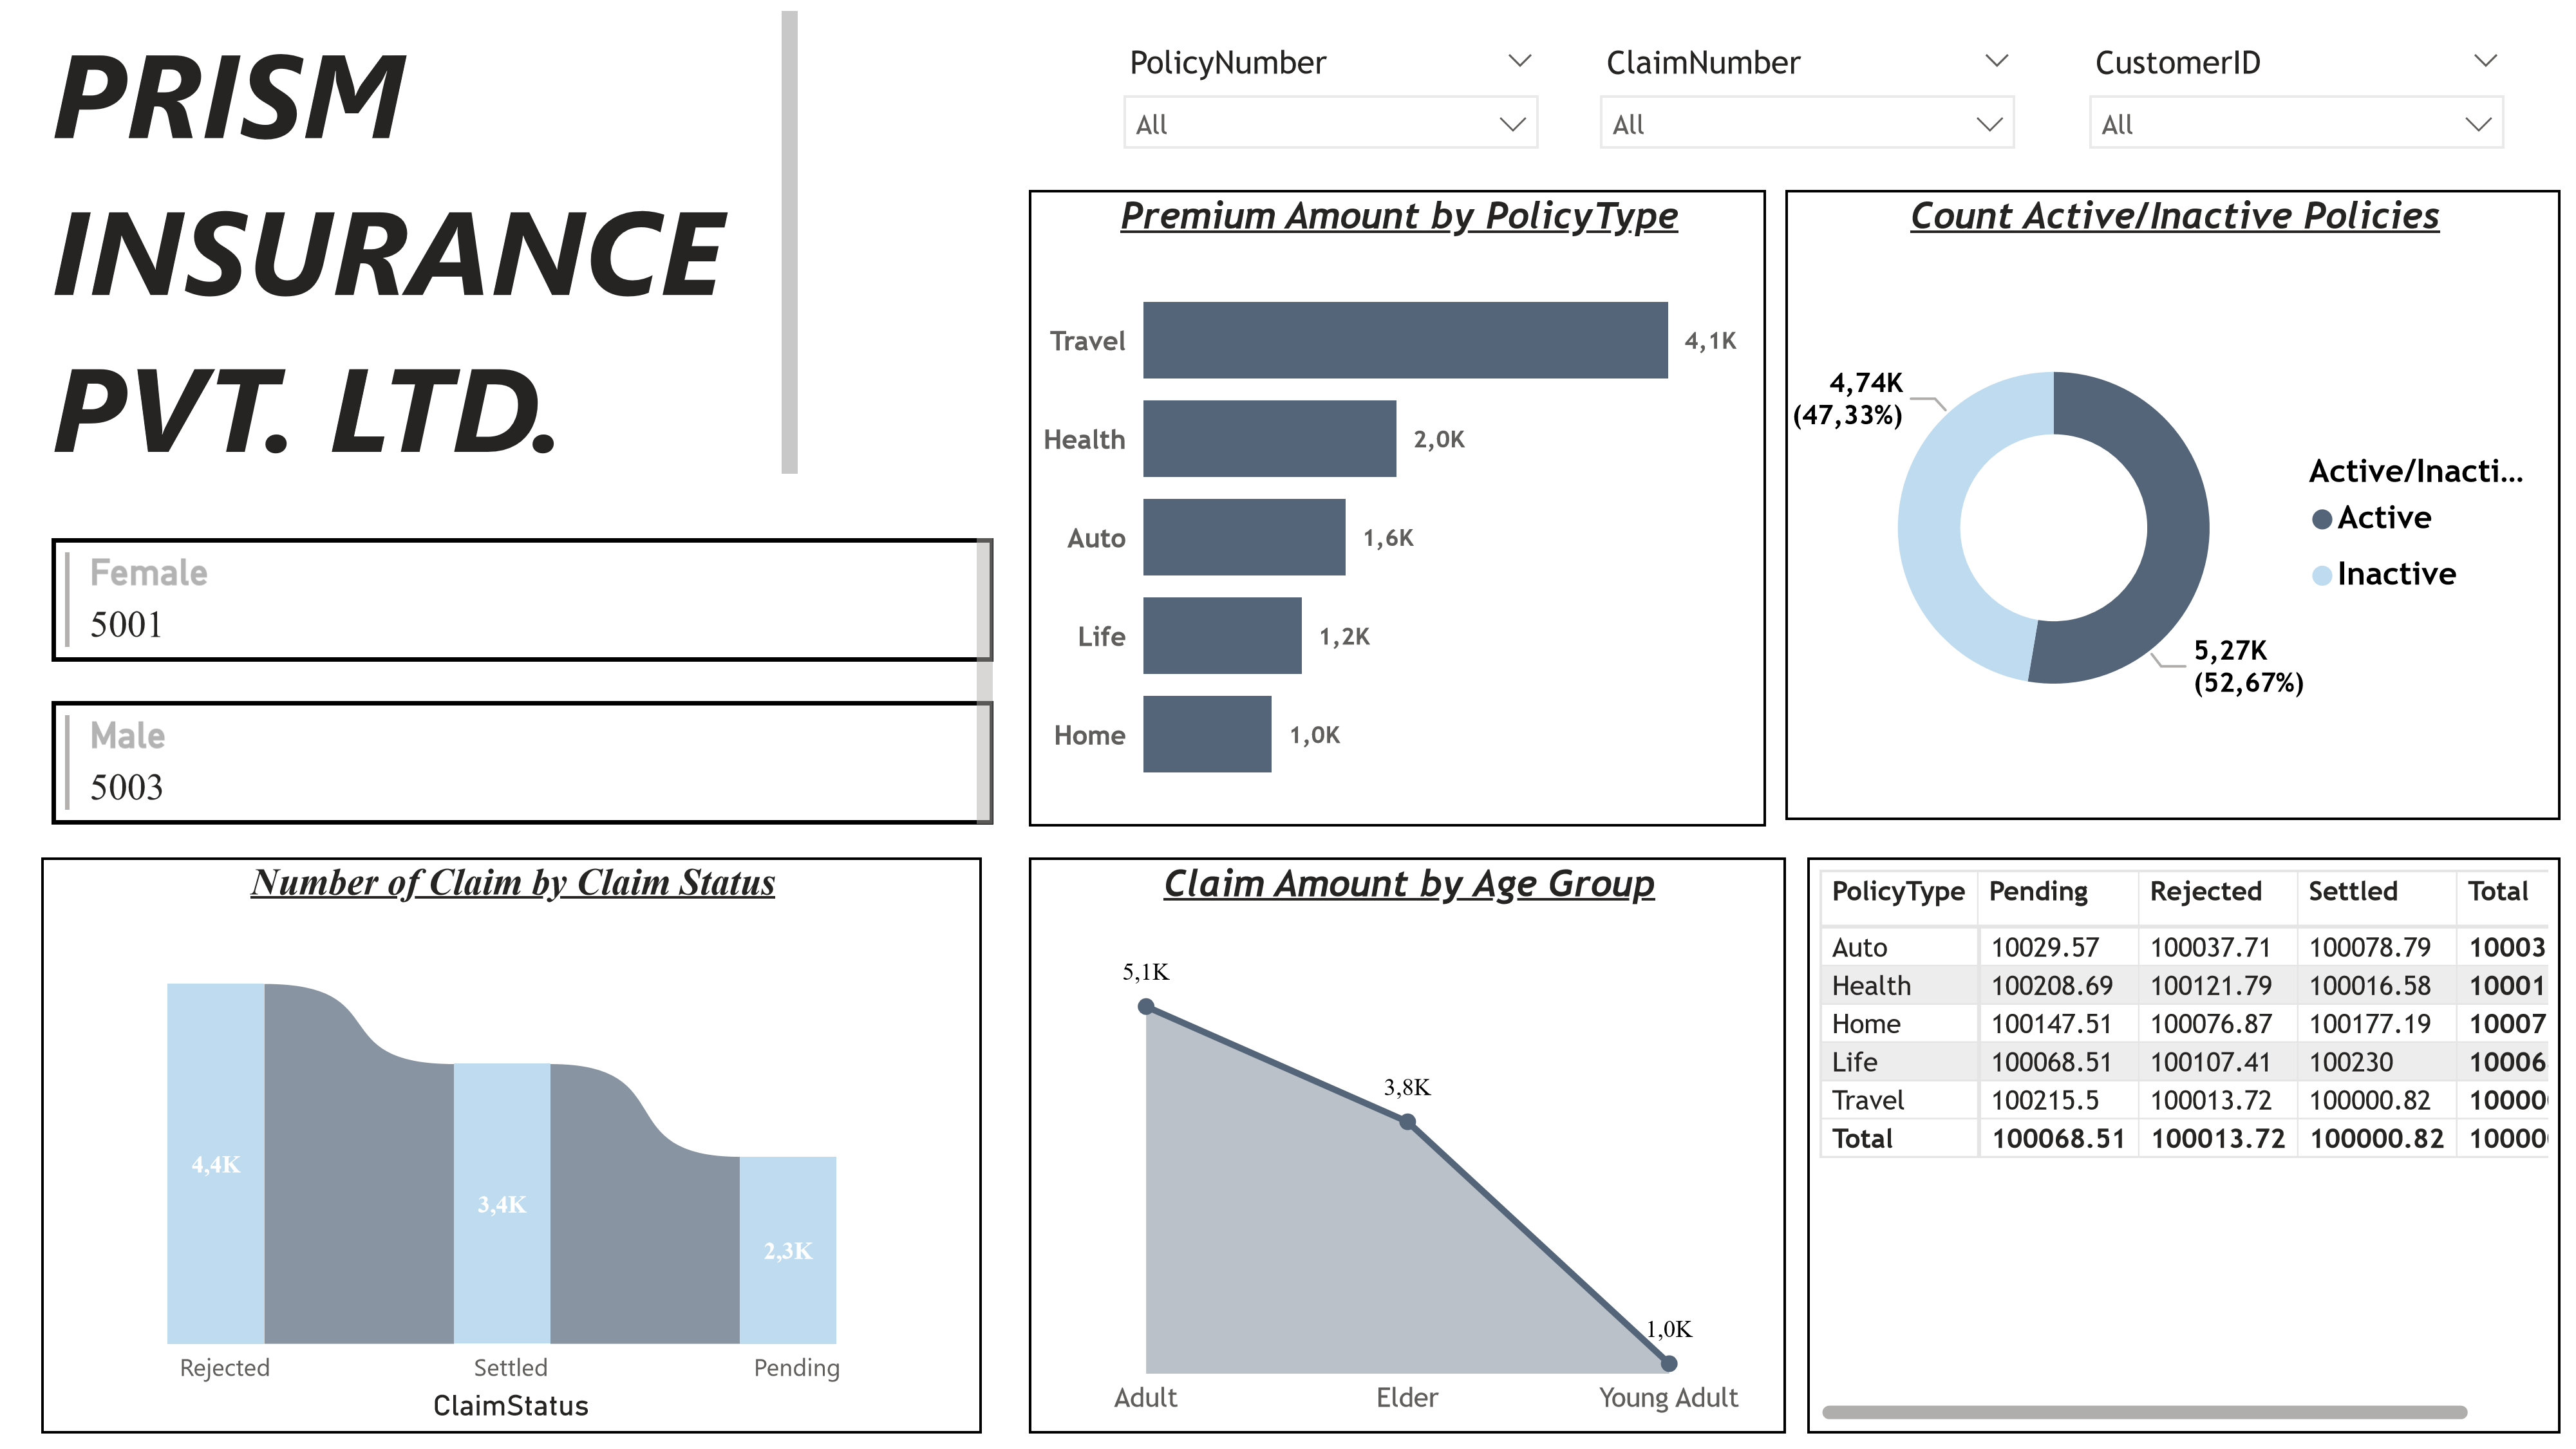 PRISM
INSURANCE
PVT. LTD.
PolicyNumber
All
ClaimNumber
All
CustomerID
All
Female
5001
Male
5003
Premium Amount by PolicyType
Travel 4,1K
Health 2,0K
Auto 1,6K
Life 1,2K
Home 1,0K
Count Active/Inactive Policies
4,74K
(47,33%)
Active/Inacti...
Active
Inactive
5,27K
(52,67%)
Number of Claim by Claim Status
4,4K
3,4K
2,3K
Rejected Settled Pending
ClaimStatus
Claim Amount by Age Group
5,1K
3,8K
1,0K
Adult Elder Young Adult
PolicyType Pending Rejected Settled Total
Auto 10029.57 100037.71 100078.79 10003
Health 100208.69 100121.79 100016.58 10001
Home 100147.51 100076.87 100177.19 10007
Life 100068.51 100107.41 100230 10006
Travel 100215.5 100013.72 100000.82 10000
Total 100068.51 100013.72 100000.82 10000